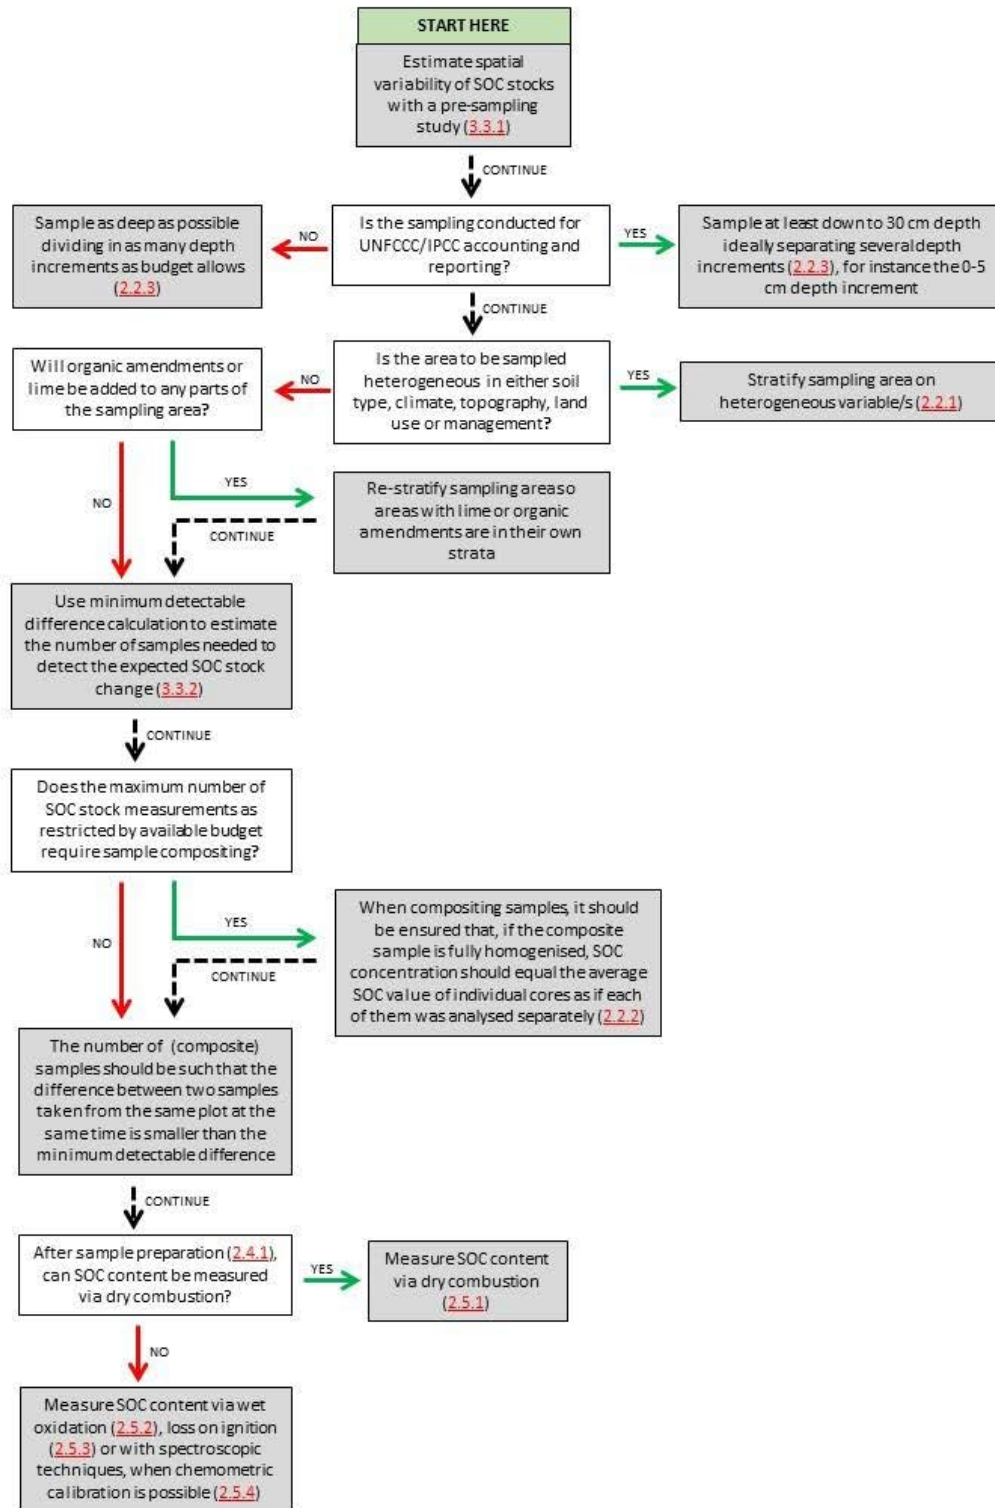 START HERE
Estimate spatial
variability of SOC stocks
with a pre-sampling
study (3.3.1)
CONTINUE
Sample as deep as possible
dividing in as many depth
increments as budget allows
(2.2.3)
NO
Is the sampling conducted for
UNFCCC/IPCC accounting and
reporting?
YES
Sample at least down to 30 cm depth
ideally separating several depth
increments (2.2.3), for instance the 0-5
cm depth increment
CONTINUE
Will organic amendments or
lime be added to any parts
of the sampling area?
NO
Is the area to be sampled
heterogeneous in either soil
type, climate, topography, land
use or management?
YES
Stratify sampling area on
heterogeneous variable/s (2.2.1)
NO
YES
CONTINUE
Re-stratify sampling area so
areas with lime or organic
amendments are in their own
strata
Use minimum detectable
difference calculation to estimate
the number of samples needed to
detect the expected SOC stock
change (3.3.2)
CONTINUE
Does the maximum number of
SOC stock measurements as
restricted by available budget
require sample compositing?
NO
YES
CONTINUE
When compositing samples, it should
be ensured that, if the composite
sample is fully homogenised, SOC
concentration should equal the average
SOC value of individual cores as if each
of them was analysed separately (2.2.2)
The number of (composite)
samples should be such that the
difference between two samples
taken from the same plot at the
same time is smaller than the
minimum detectable difference
CONTINUE
After sample preparation (2.4.1),
can SOC content be measured
via dry combustion?
YES
Measure SOC content
via dry combustion
(2.5.1)
NO
Measure SOC content via wet
oxidation (2.5.2), loss on ignition
(2.5.3) or with spectroscopic
techniques, when chemometric
calibration is possible (2.5.4)